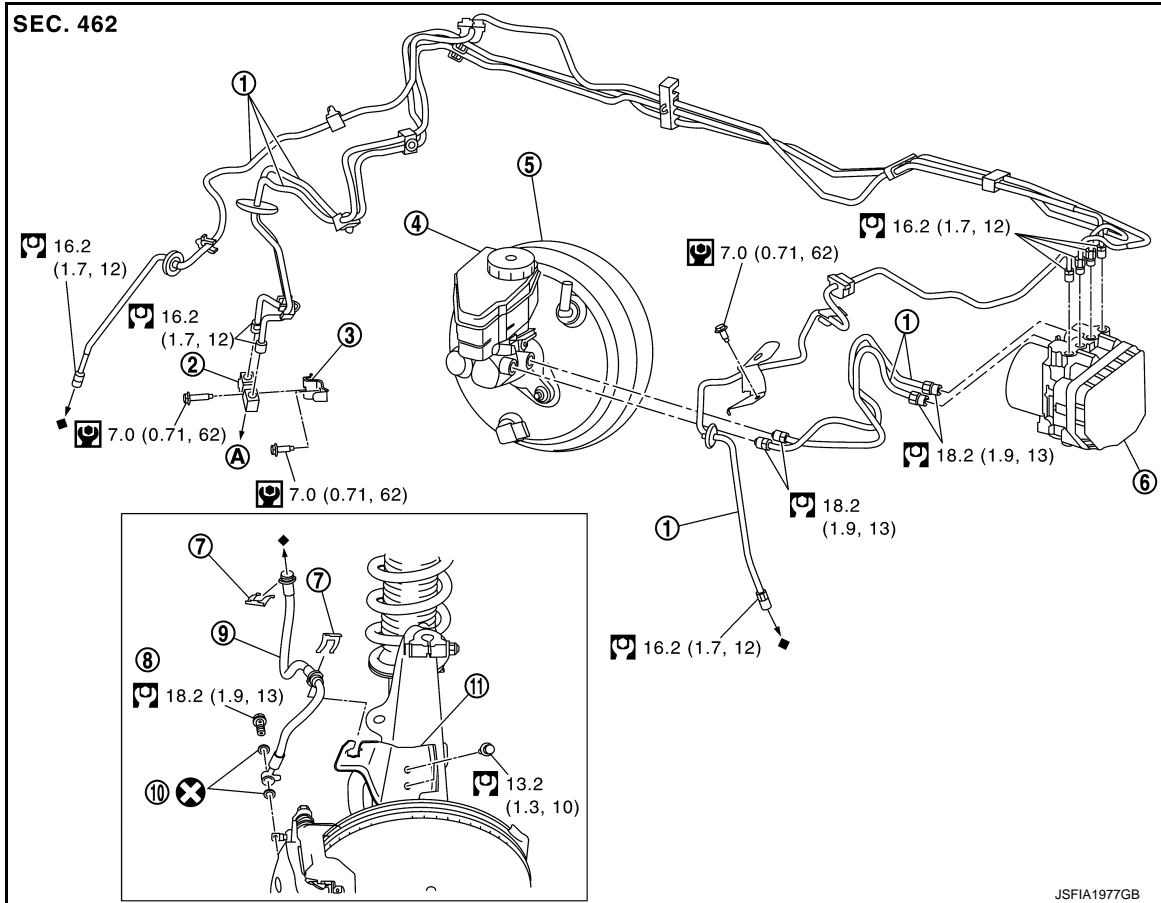 SEC. 462
①
⑤
④
16.2 (1.7, 12)
7.0 (0.71, 62)
16.2
(1.7, 12)
16.2
(1.7, 12)
③
②
①
7.0 (0.71, 62)
A
18.2 (1.9, 13)
⑥
7.0 (0.71, 62)
18.2
(1.9, 13)
①
⑦
⑦
⑨
16.2 (1.7, 12)
⑧
18.2 (1.9, 13)
⑪
⑩
13.2
(1.3, 10)
JSFIA1977GB